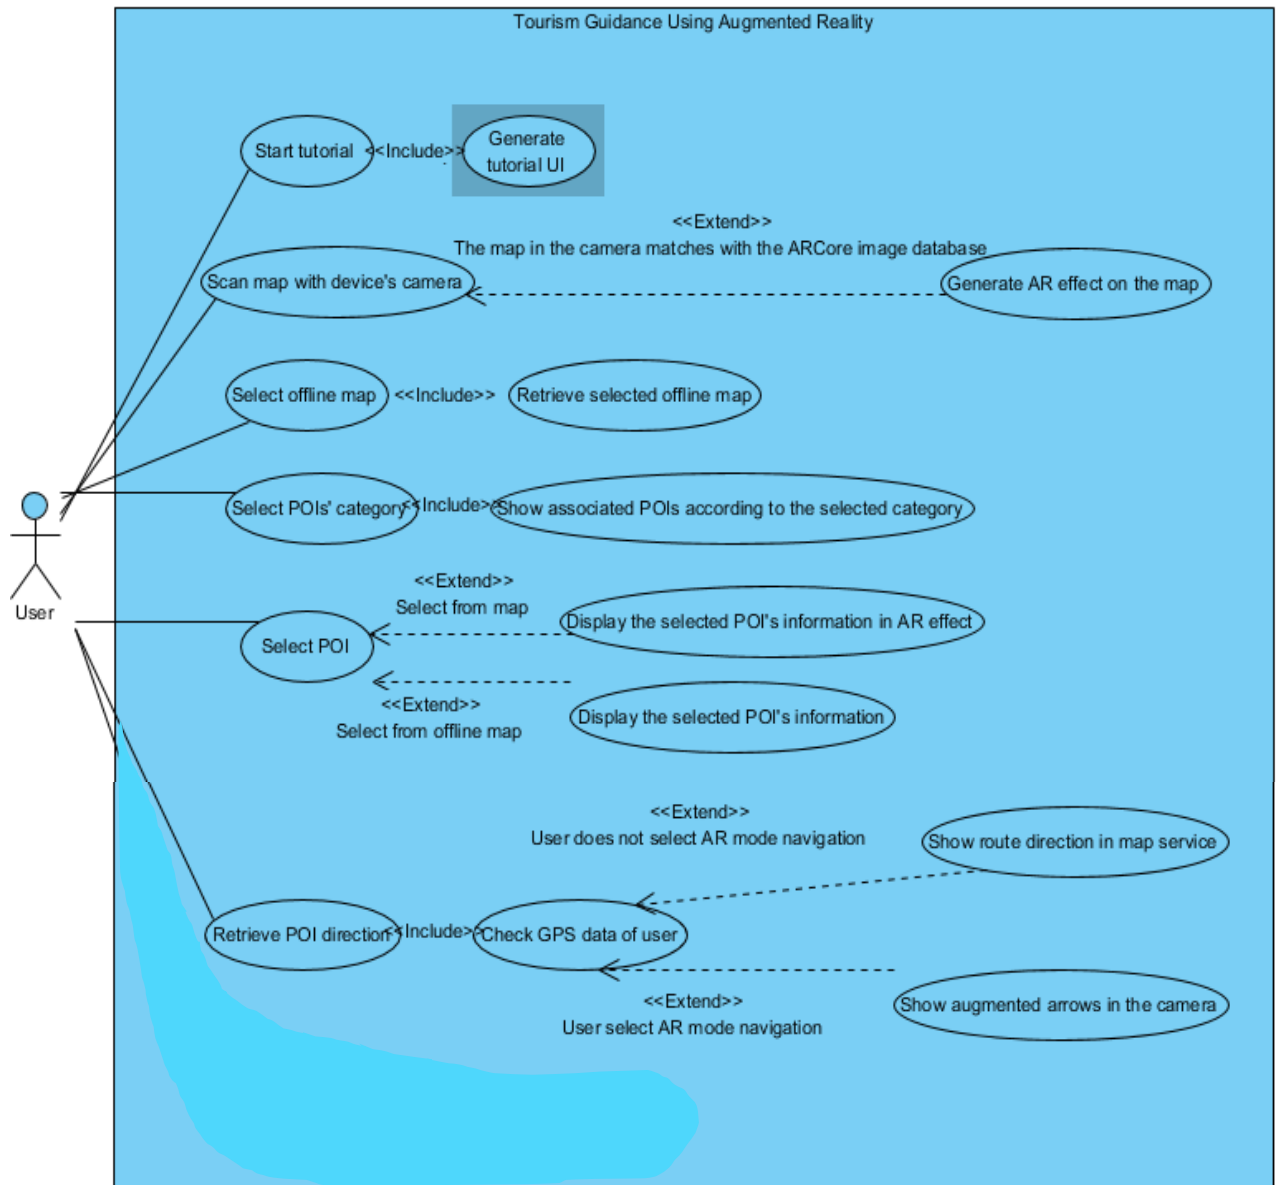 Tourism Guidance Using Augmented Reality
Start tutorial
<<Include>>
Generate
tutorial UI
<<Extend>>
The map in the camera matches with the ARCore image database
Scan map with device's camera
Generate AR effect on the map
Select offline map
<<Include>>
Retrieve selected offline map
Select POIs' category
<<Include>>
Show associated POIs according to the selected category
User
<<Extend>>
Select from map
Display the selected POI's information in AR effect
Select POI
<<Extend>>
Select from offline map
Display the selected POI's information
<<Extend>>
User does not select AR mode navigation
Show route direction in map service
Retrieve POI direction
<<Include>>
Check GPS data of user
<<Extend>>
User select AR mode navigation
Show augmented arrows in the camera